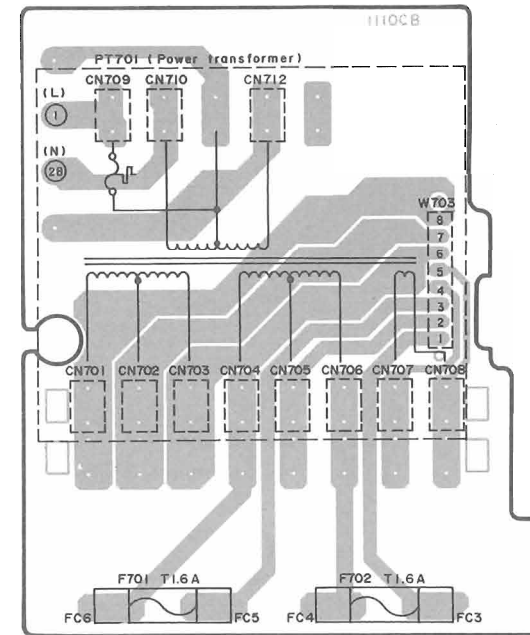 1110CB
PT701 (Power transformer)
CN709 CN710 CN712
(L)
1
(N)
28
W703
8
7
6
5
4
3
2
1
CN701 CN702 CN703 CN704 CN705 CN706 CN707 CN708
F701 T1.6A F702 T1.6A
FC6 FC5 FC4 FC3